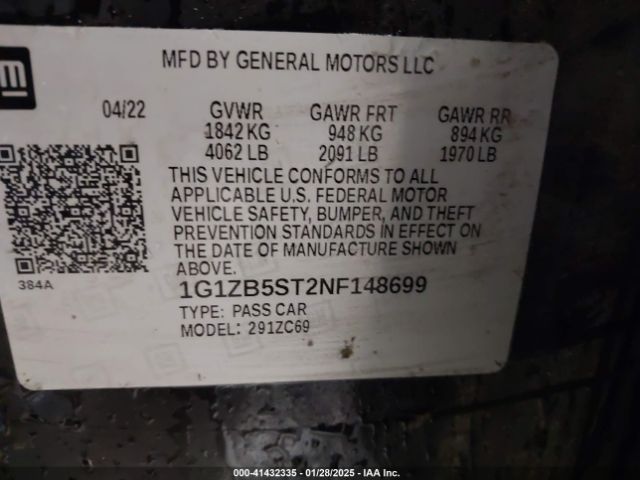 GM
MFD BY GENERAL MOTORS LLC
04/22 GVWR GAWR FRT GAWR RR
1842 KG 948 KG 894 KG
4062 LB 2091 LB 1970 LB
THIS VEHICLE CONFORMS TO ALL
APPLICABLE U.S. FEDERAL MOTOR
VEHICLE SAFETY, BUMPER, AND THEFT
PREVENTION STANDARDS IN EFFECT ON
THE DATE OF MANUFACTURE SHOWN
ABOVE.
384A
1G1ZB5ST2NF148699
TYPE: PASS CAR
MODEL: 291ZC69
000-41432335 - 01/28/2025 - IAA Inc.